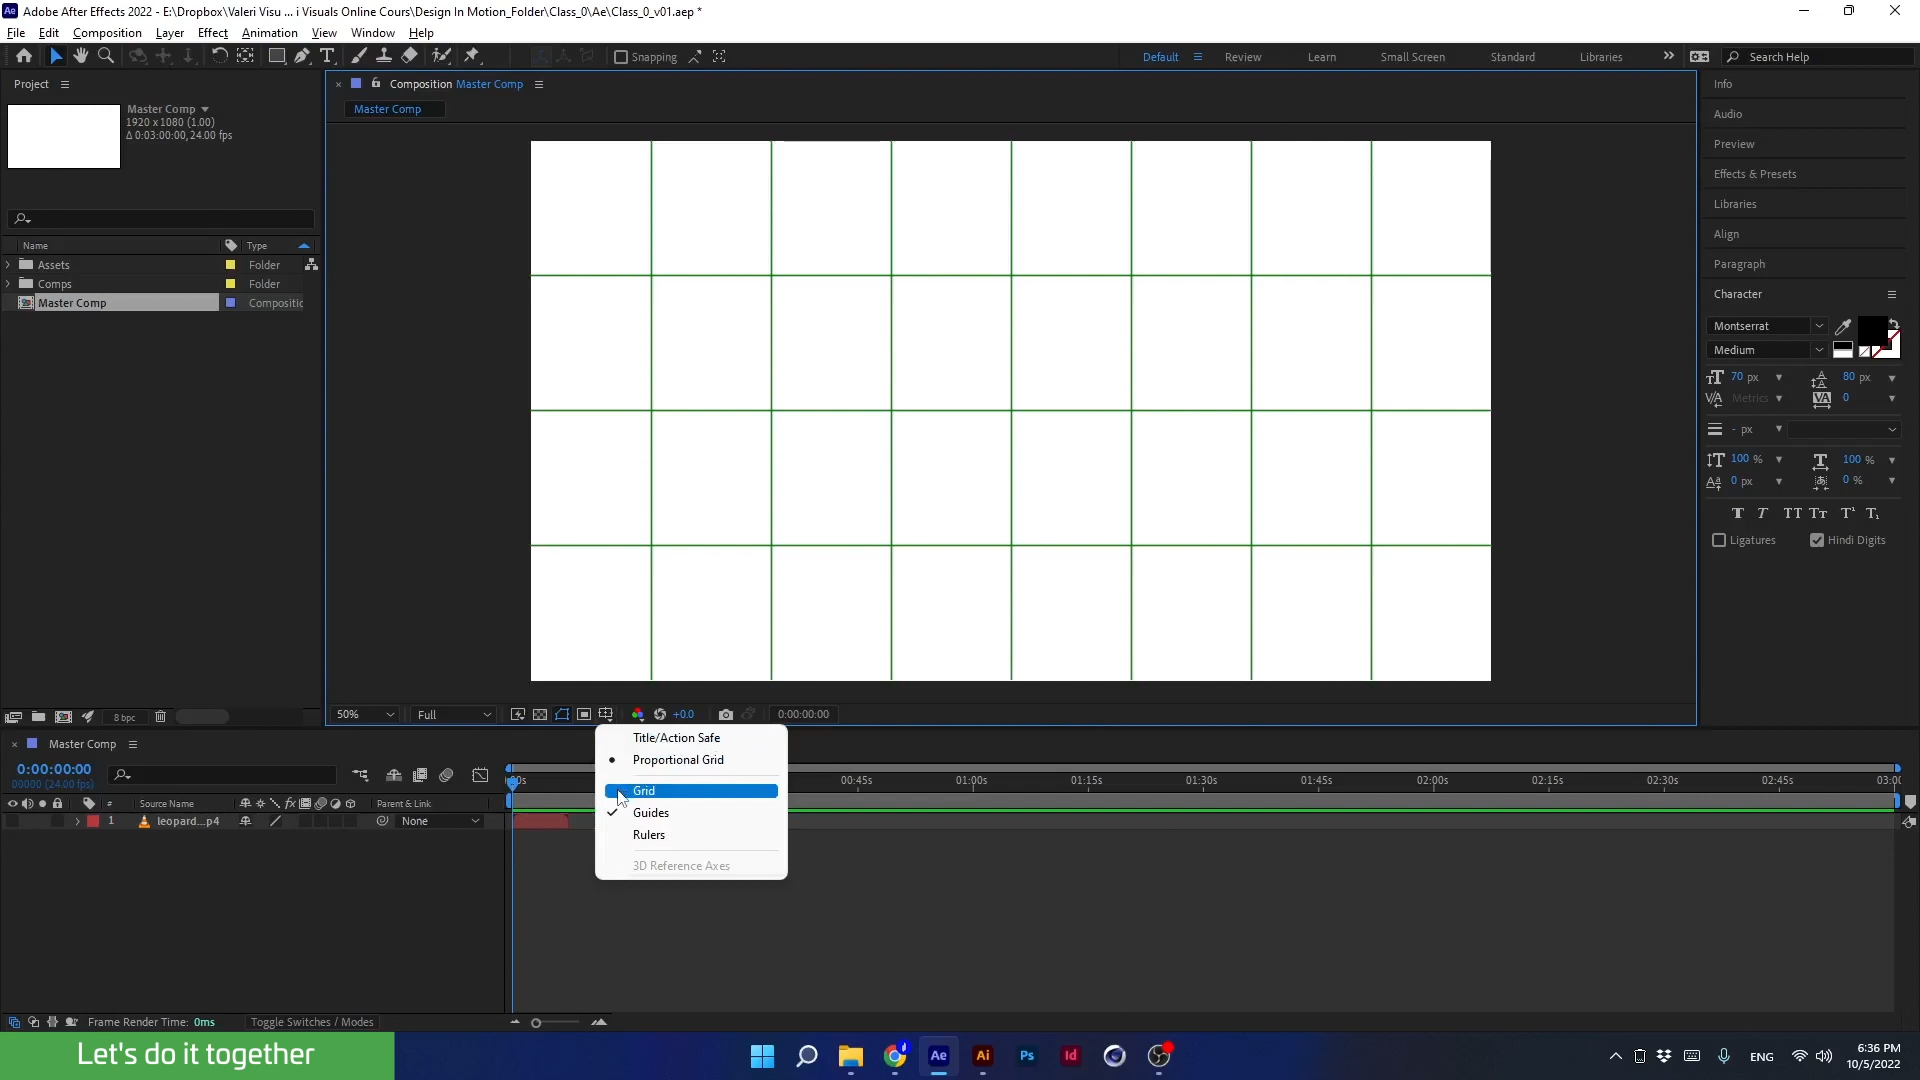 Adobe After Effects 2022 - E:\Dropbox\Valeri Visu ... i Visuals Online Cours\Design In Motion_Folder\Class_0\Ae\Class_0_v01.aep *
File Edit Composition Layer Effect Animation View Window Help
Snapping
Default Review Learn Small Screen Standard Libraries
Search Help
Project
Master Comp
1920 x 1080 (1.00)
Δ 0:03:00:00, 24.00 fps
Name Type
Assets Folder
Comps Folder
Master Comp Compositic
8 bpc
Composition Master Comp
Master Comp
50% Full +0.0 0:00:00:00
Title/Action Safe
Proportional Grid
Grid
Guides
Rulers
3D Reference Axes
Info
Audio
Preview
Effects & Presets
Libraries
Align
Paragraph
Character
Montserrat
Medium
70 px 80 px
Metrics 0
- px
100 % 100 %
0 px 0 %
Ligatures Hindi Digits
Master Comp
0:00:00:00
00000 (24.00 fps)
00:45s 01:00s 01:15s 01:30s 01:45s 02:00s 02:15s 02:30s 02:45s
# Source Name Parent & Link
1 leopard...p4 None
Frame Render Time: 0ms
Toggle Switches / Modes
Let's do it together
Ae Ai Ps Id
ENG
6:36 PM
10/5/2022